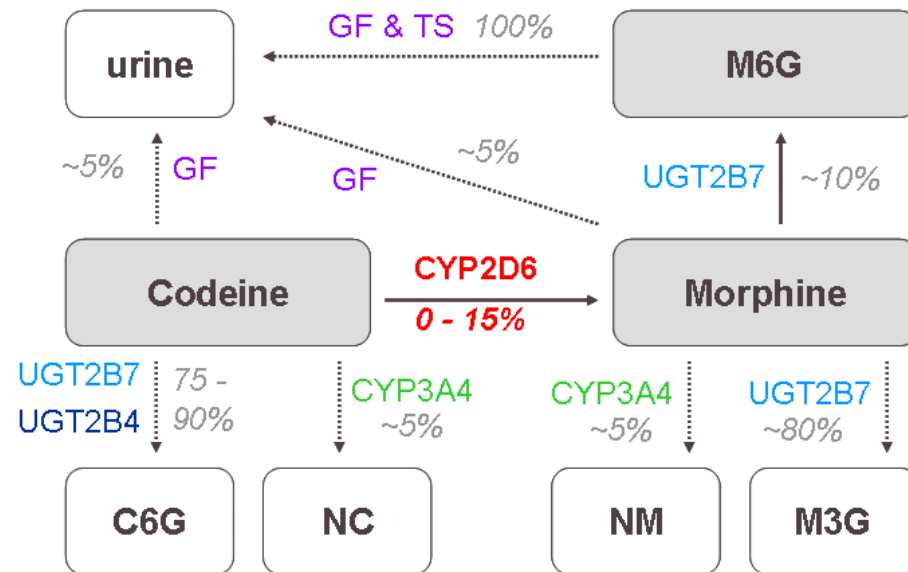 GF & TS 100%
urine
M6G
~5%
GF
GF
~5%
UGT2B7
~10%
Codeine
CYP2D6
0 - 15%
Morphine
UGT2B7
UGT2B4
75 -
90%
CYP3A4
~5%
CYP3A4
~5%
UGT2B7
~80%
C6G
NC
NM
M3G